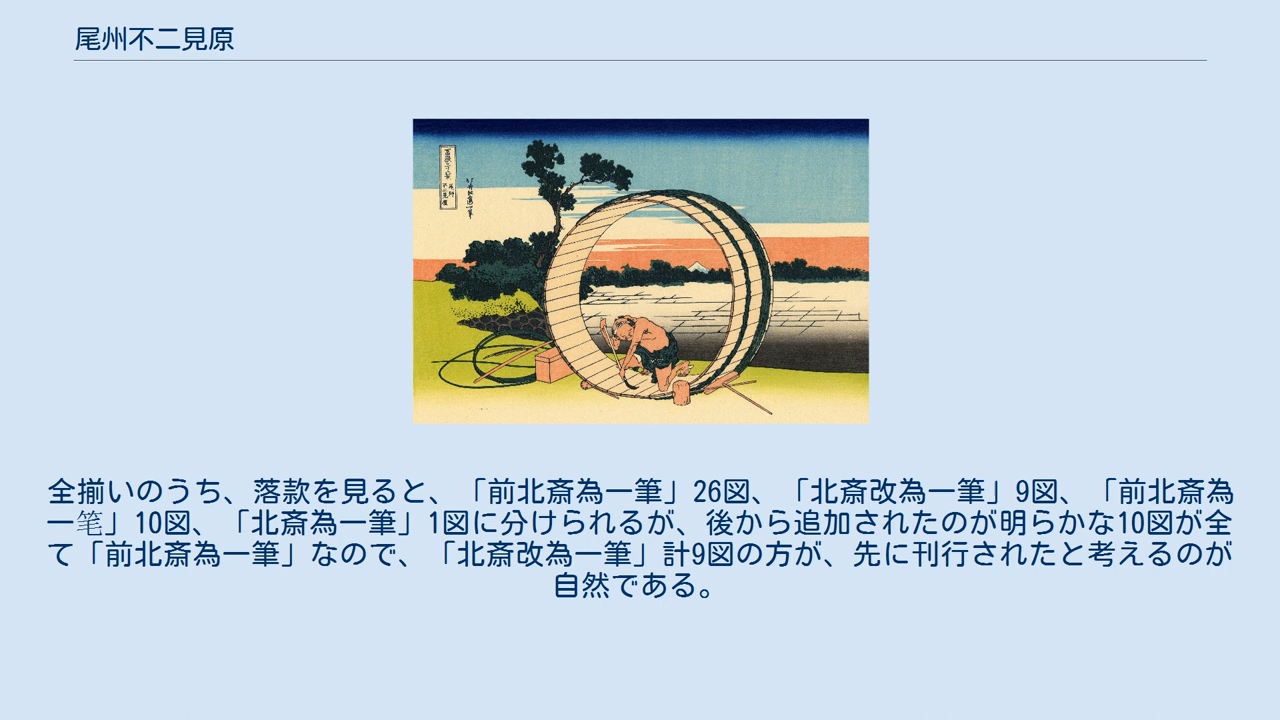 尾州不二見原
全揃いのうち、落款を見ると、「前北斎為一筆」26図、「北斎改為一筆」9図、「前北斎為
一笔」10図、「北斎為一筆」1図に分けられるが、後から追加されたのが明らかな10図が全
て「前北斎為一筆」なので、「北斎改為一筆」計9図の方が、先に刊行されたと考えるのが
自然である。